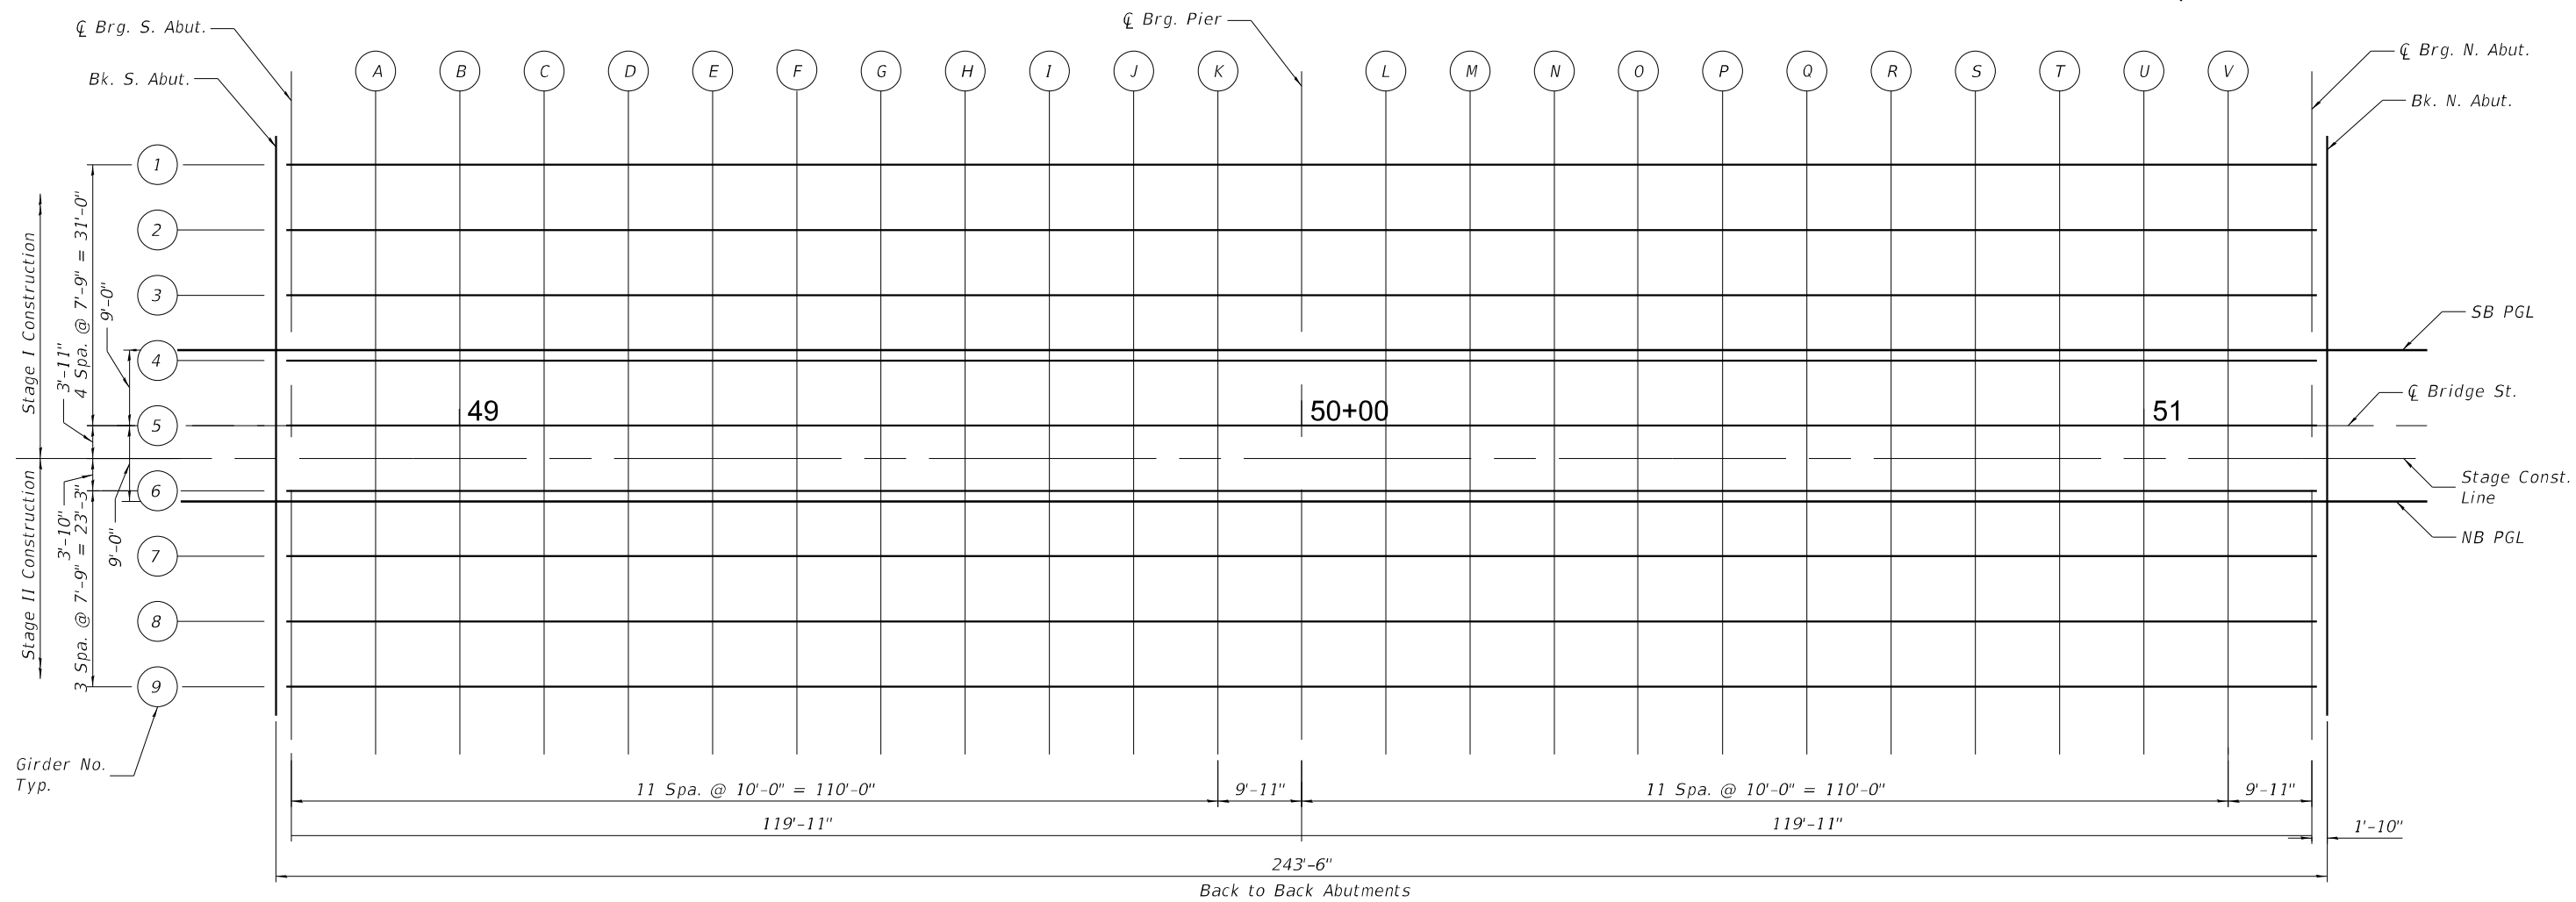 ℄ Brg. S. Abut.
Bk. S. Abut.
℄ Brg. Pier
℄ Brg. N. Abut.
Bk. N. Abut.
A B C D E F G H I J K L M N O P Q R S T U V
1
2
3
4
5
6
7
8
9
Stage I Construction
4 Spa. @ 7'-9" = 31'-0"
9'-0"
3'-11"
Stage II Construction
3 Spa. @ 7'-9" = 23'-3"
3'-10"
9'-0"
49
50+00
51
SB PGL
℄ Bridge St.
Stage Const.
Line
NB PGL
Girder No.
Typ.
11 Spa. @ 10'-0" = 110'-0"
9'-11"
11 Spa. @ 10'-0" = 110'-0"
9'-11"
119'-11"
119'-11"
1'-10"
243'-6"
Back to Back Abutments